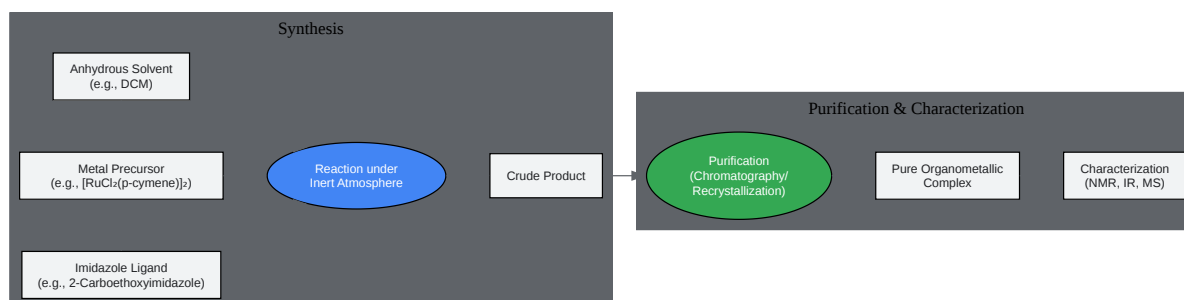 Synthesis
Anhydrous Solvent
(e.g., DCM)
Metal Precursor
(e.g., [RuCl₂(p-cymene)]₂)
Imidazole Ligand
(e.g., 2-Carboethoxyimidazole)
Reaction under
Inert Atmosphere
Crude Product
Purification & Characterization
Purification
(Chromatography/
Recrystallization)
Pure Organometallic
Complex
Characterization
(NMR, IR, MS)